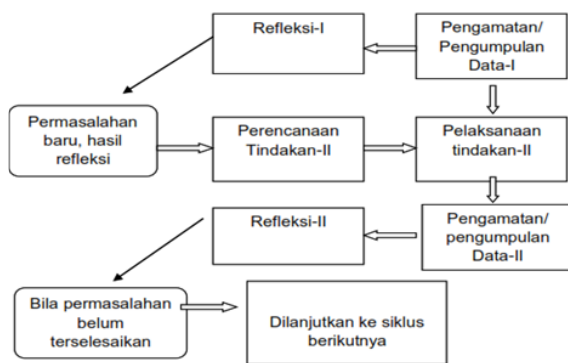 Refleksi-I
Pengamatan/
Pengumpulan
Data-I
Permasalahan
baru, hasil
refleksi
Perencanaan
Tindakan-II
Pelaksanaan
tindakan-II
Refleksi-II
Pengamatan/
pengumpulan
Data-II
Bila permasalahan
belum
terselesaikan
Dilanjutkan ke siklus
berikutnya